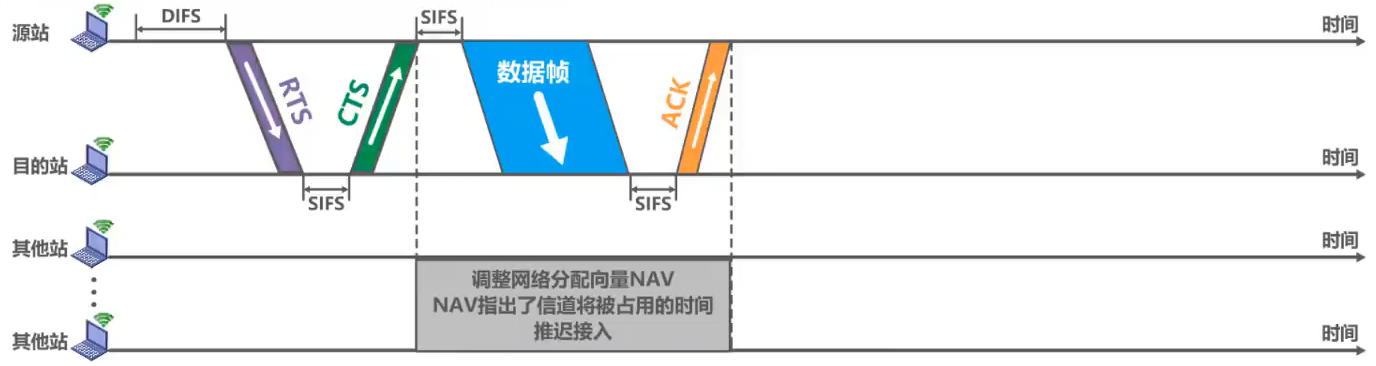 源站
DIFS
SIFS
时间
RTS
CTS
数据帧
ACK
目的站
时间
SIFS
SIFS
其他站
时间
调整网络分配向量NAV
NAV指出了信道将被占用的时间
推迟接入
其他站
时间